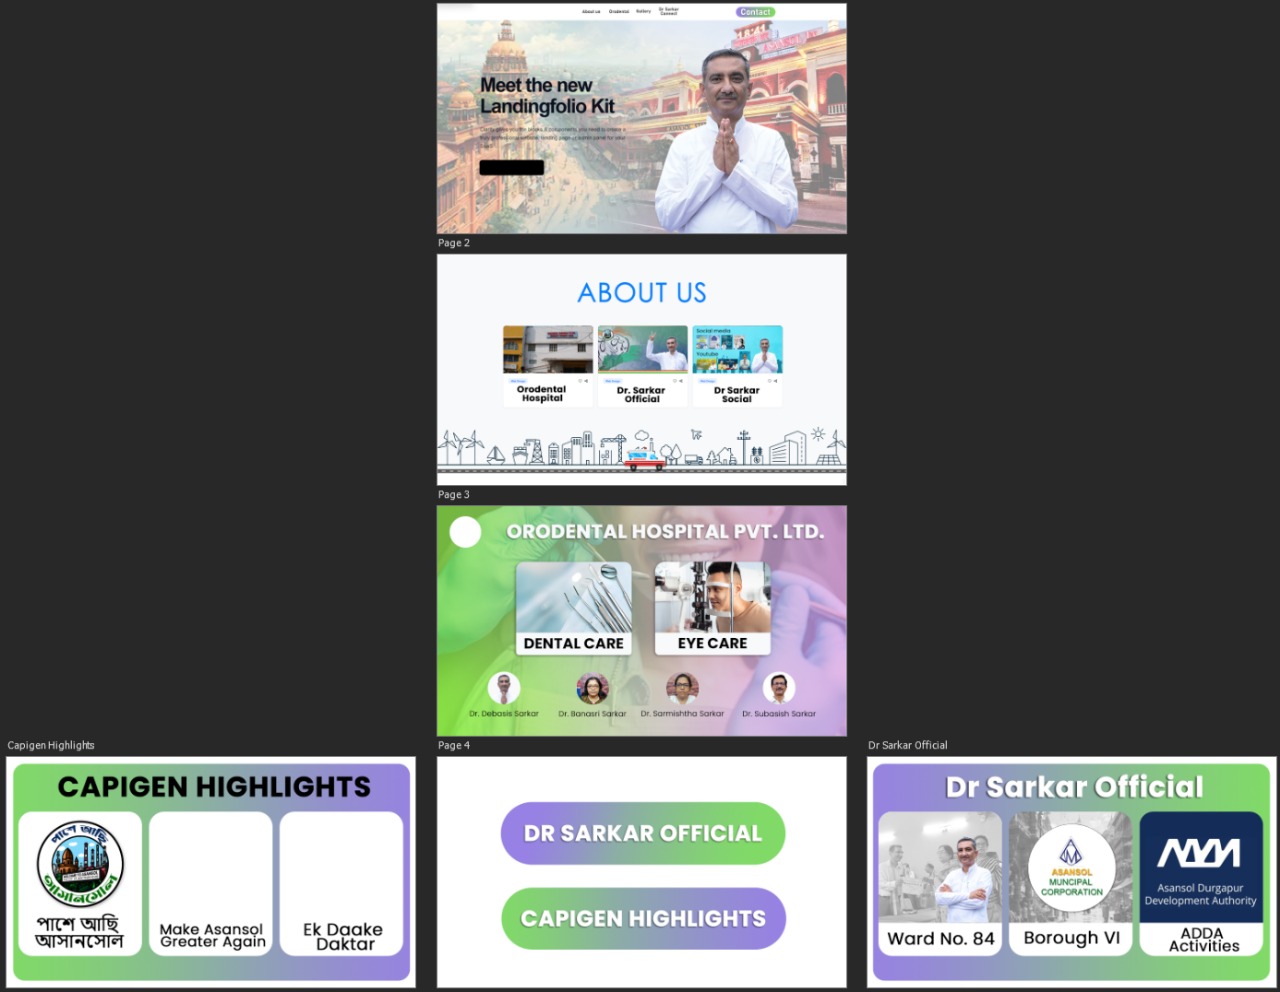 About us
Orodental
Gallery
Dr Sarkar
Connect
Contact
Meet the new
Landingfolio Kit
Page 2
ABOUT US
Social media
Youtube
Orodental
Hospital
Dr. Sarkar
Official
Dr Sarkar
Social
Page 3
ORODENTAL HOSPITAL PVT. LTD.
DENTAL CARE
EYE CARE
Dr. Debasis Sarkar
Dr. Banasri Sarkar
Dr. Sarmishtha Sarkar
Dr. Subasish Sarkar
Capigen Highlights
Page 4
Dr Sarkar Official
CAPIGEN HIGHLIGHTS
পাশে আছি
আসানসোল
পাশে আছি
আসানসোল
Make Asansol
Greater Again
Ek Daake
Daktar
DR SARKAR OFFICIAL
CAPIGEN HIGHLIGHTS
Dr Sarkar Official
Ward No. 84
ASANSOL
MUNCIPAL
CORPORATION
Borough VI
Asansol Durgapur
Development Authority
ADDA
Activities